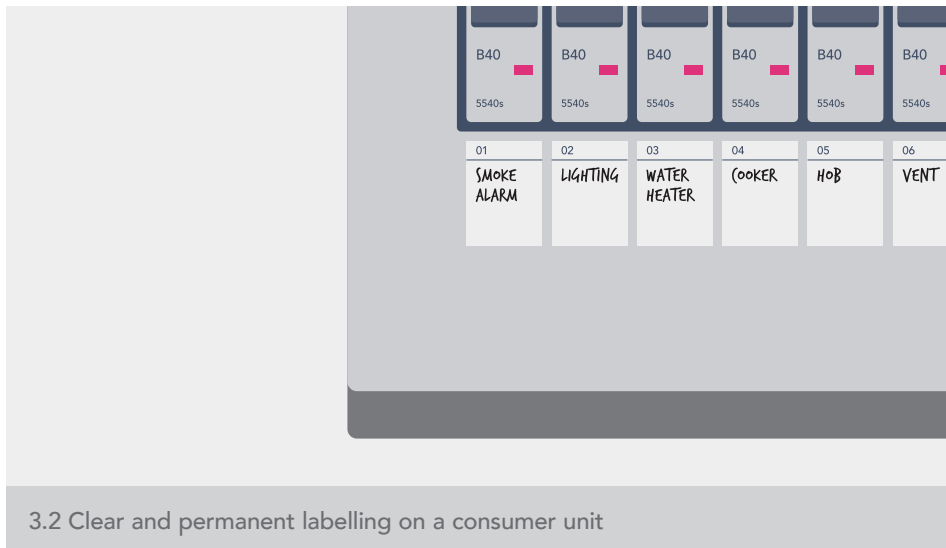 B40 B40 B40 B40 B40 B40
5540s 5540s 5540s 5540s 5540s 5540s
01 02 03 04 05 06
SMOKE ALARM
LIGHTING
WATER HEATER
COOKER
HOB
VENT
3.2 Clear and permanent labelling on a consumer unit